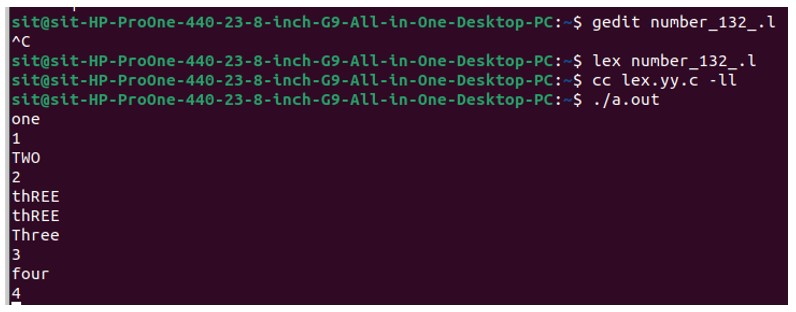 sit@sit-HP-ProOne-440-23-8-inch-G9-All-in-One-Desktop-PC:~$ gedit number_132_.l
^C
sit@sit-HP-ProOne-440-23-8-inch-G9-All-in-One-Desktop-PC:~$ lex number_132_.l
sit@sit-HP-ProOne-440-23-8-inch-G9-All-in-One-Desktop-PC:~$ cc lex.yy.c -ll
sit@sit-HP-ProOne-440-23-8-inch-G9-All-in-One-Desktop-PC:~$ ./a.out
one
1
TWO
2
thREE
thREE
Three
3
four
4